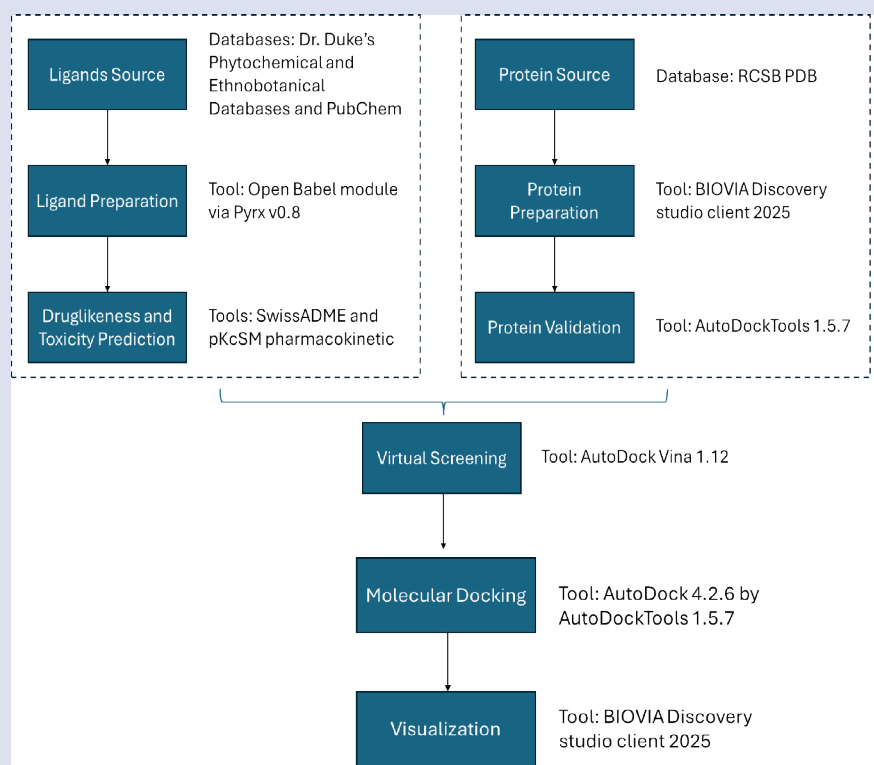 Ligands Source
Databases: Dr. Duke's
Phytochemical and
Ethnobotanical
Databases and PubChem
Ligand Preparation
Tool: Open Babel module
via Pyrx v0.8
Druglikeness and
Toxicity Prediction
Tools: SwissADME and
pKcSM pharmacokinetic
Protein Source
Database: RCSB PDB
Protein
Preparation
Tool: BIOVIA Discovery
studio client 2025
Protein Validation
Tool: AutoDockTools 1.5.7
Virtual Screening
Tool: AutoDock Vina 1.12
Molecular Docking
Tool: AutoDock 4.2.6 by
AutoDockTools 1.5.7
Visualization
Tool: BIOVIA Discovery
studio client 2025